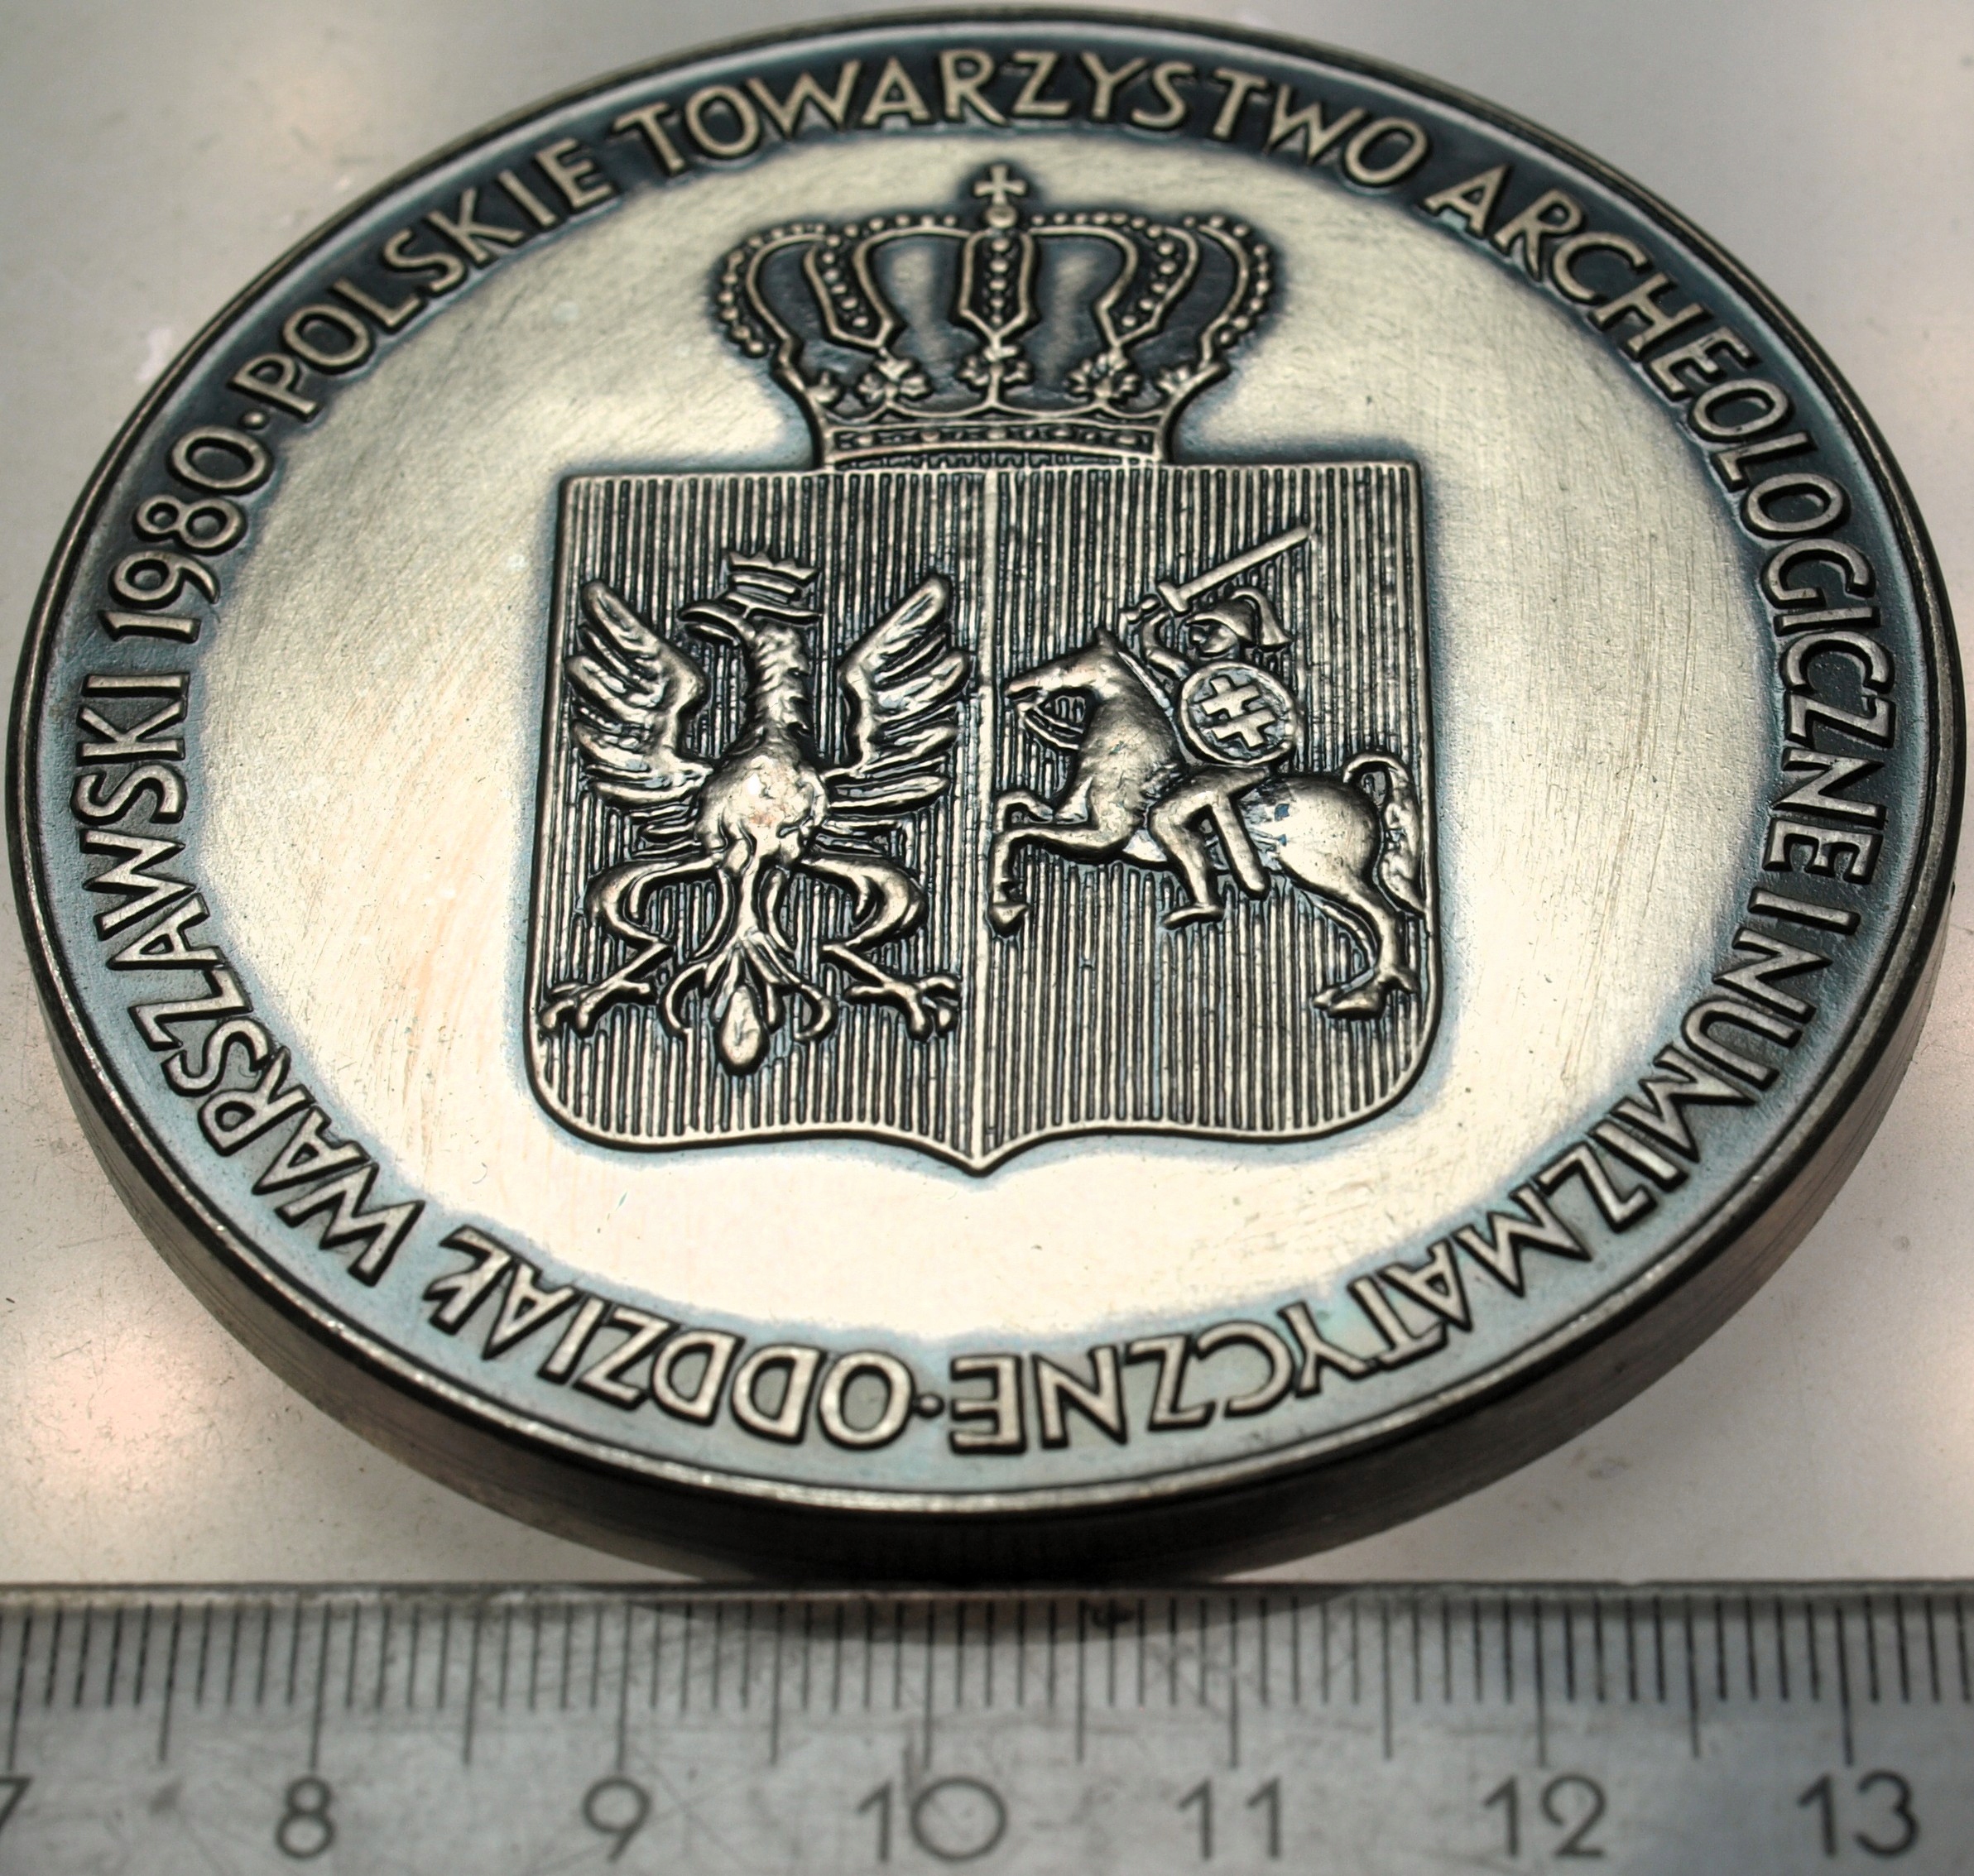 POLSKIE TOWARZYSTWO ARCHEOLOGICZNE I NUMIZMATYCZNE · ODDZIAŁ WARSZAWSKI 1980 ·
7 8 9 10 11 12 13